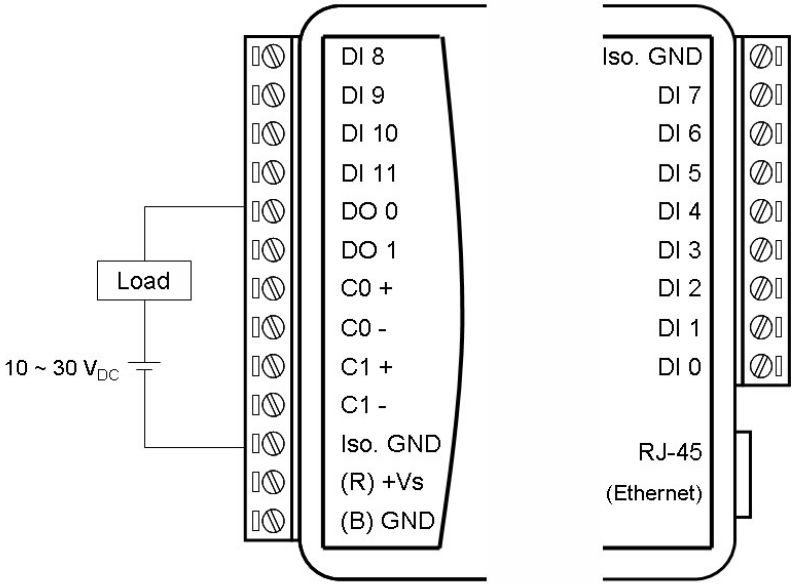 DI 8
DI 9
DI 10
DI 11
DO 0
DO 1
C0 +
C0 -
C1 +
C1 -
Iso. GND
(R) +Vs
(B) GND
Load
10 ~ 30 VDC
Iso. GND
DI 7
DI 6
DI 5
DI 4
DI 3
DI 2
DI 1
DI 0
RJ-45
(Ethernet)